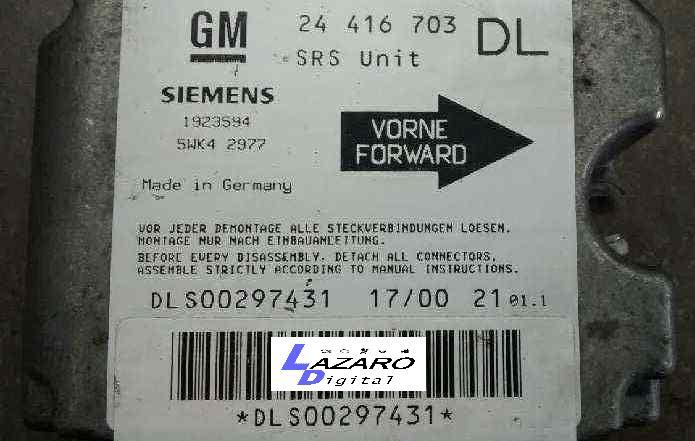 GM
24 416 703 DL
SRS Unit
SIEMENS
1923594
5WK4 2977
VORNE
FORWARD
Made in Germany
VOR JEDER DEMONTAGE ALLE STECKVERBINDUNGEN LOESEN.
MONTAGE NUR NACH EINBAUANLEITUNG.
BEFORE EVERY DISASSEMBLY. DETACH ALL CONNECTORS.
ASSEMBLE STRICTLY ACCORDING TO MANUAL INSTRUCTIONS.
DLS00297431 17/00 21 01.1
LAZARO
Digital
*DLS00297431*